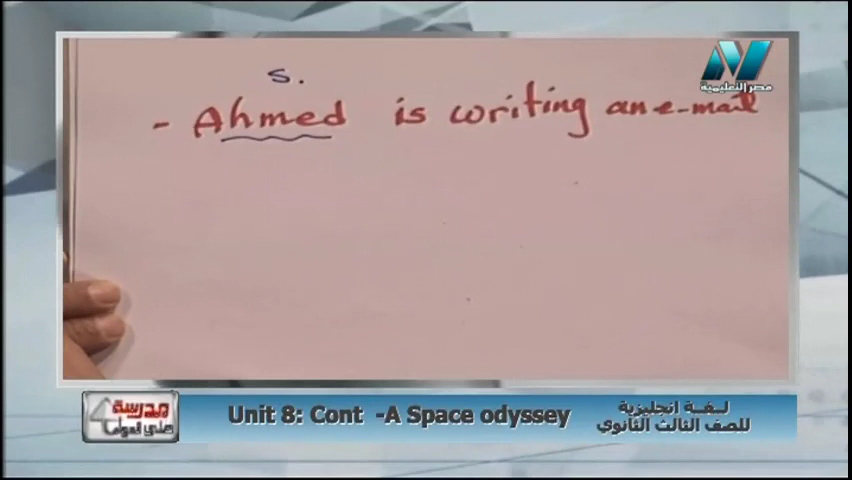 مصر التعليمية
s.
- Ahmed is writing an e-mail
مدرسة
على الهواء
Unit 8: Cont -A Space odyssey
لـغـة انجليزية
للصف الثالث الثانوي